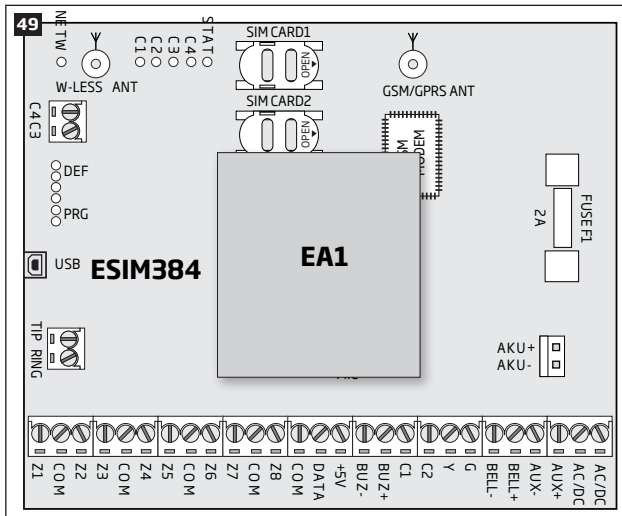 49
NETW
C1
C2
C3
C4
STAT
SIM CARD1
OPEN
W-LESS ANT
GSM/GPRS ANT
SIM CARD2
OPEN
C4 C3
DEF
PRG
FUSE F1
2A
USB
ESIM384
EA1
TIP RING
AKU+
AKU-
Z1
COM
Z2
Z3
COM
Z4
Z5
COM
Z6
Z7
COM
Z8
COM
DATA
+5V
BUZ-
BUZ+
C1
C2
Y
G
BELL-
BELL+
AUX-
AUX+
AC/DC
AC/DC